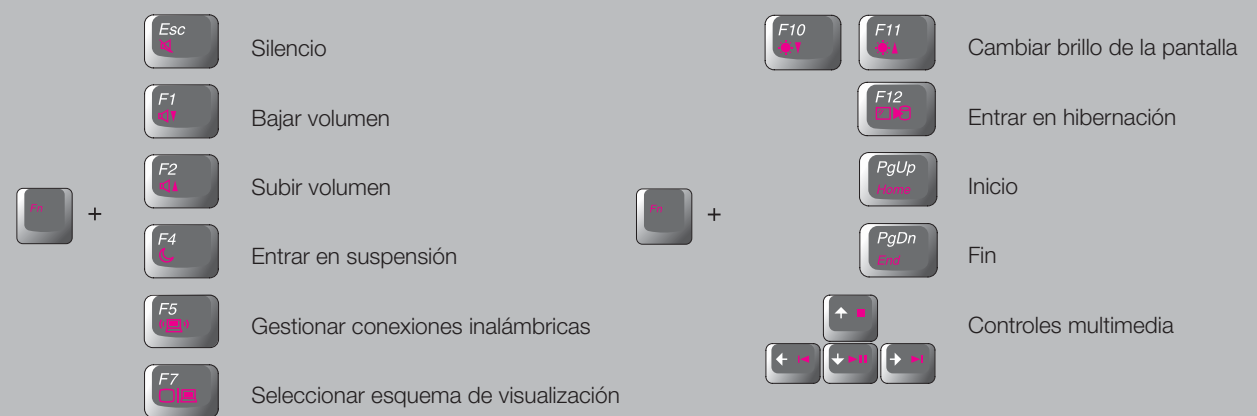 Fn +
Esc Silencio
F1 Bajar volumen
F2 Subir volumen
F4 Entrar en suspensión
F5 Gestionar conexiones inalámbricas
F7 Seleccionar esquema de visualización
Fn +
F10 F11 Cambiar brillo de la pantalla
F12 Entrar en hibernación
PgUp Home Inicio
PgDn End Fin
Controles multimedia